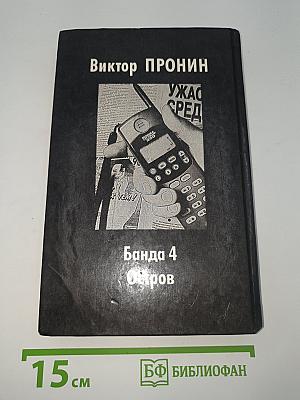 Виктор ПРОНИН
УЖАС
СРЕД
Банда 4
Остров
15 см
БФ БИБЛИОФАН